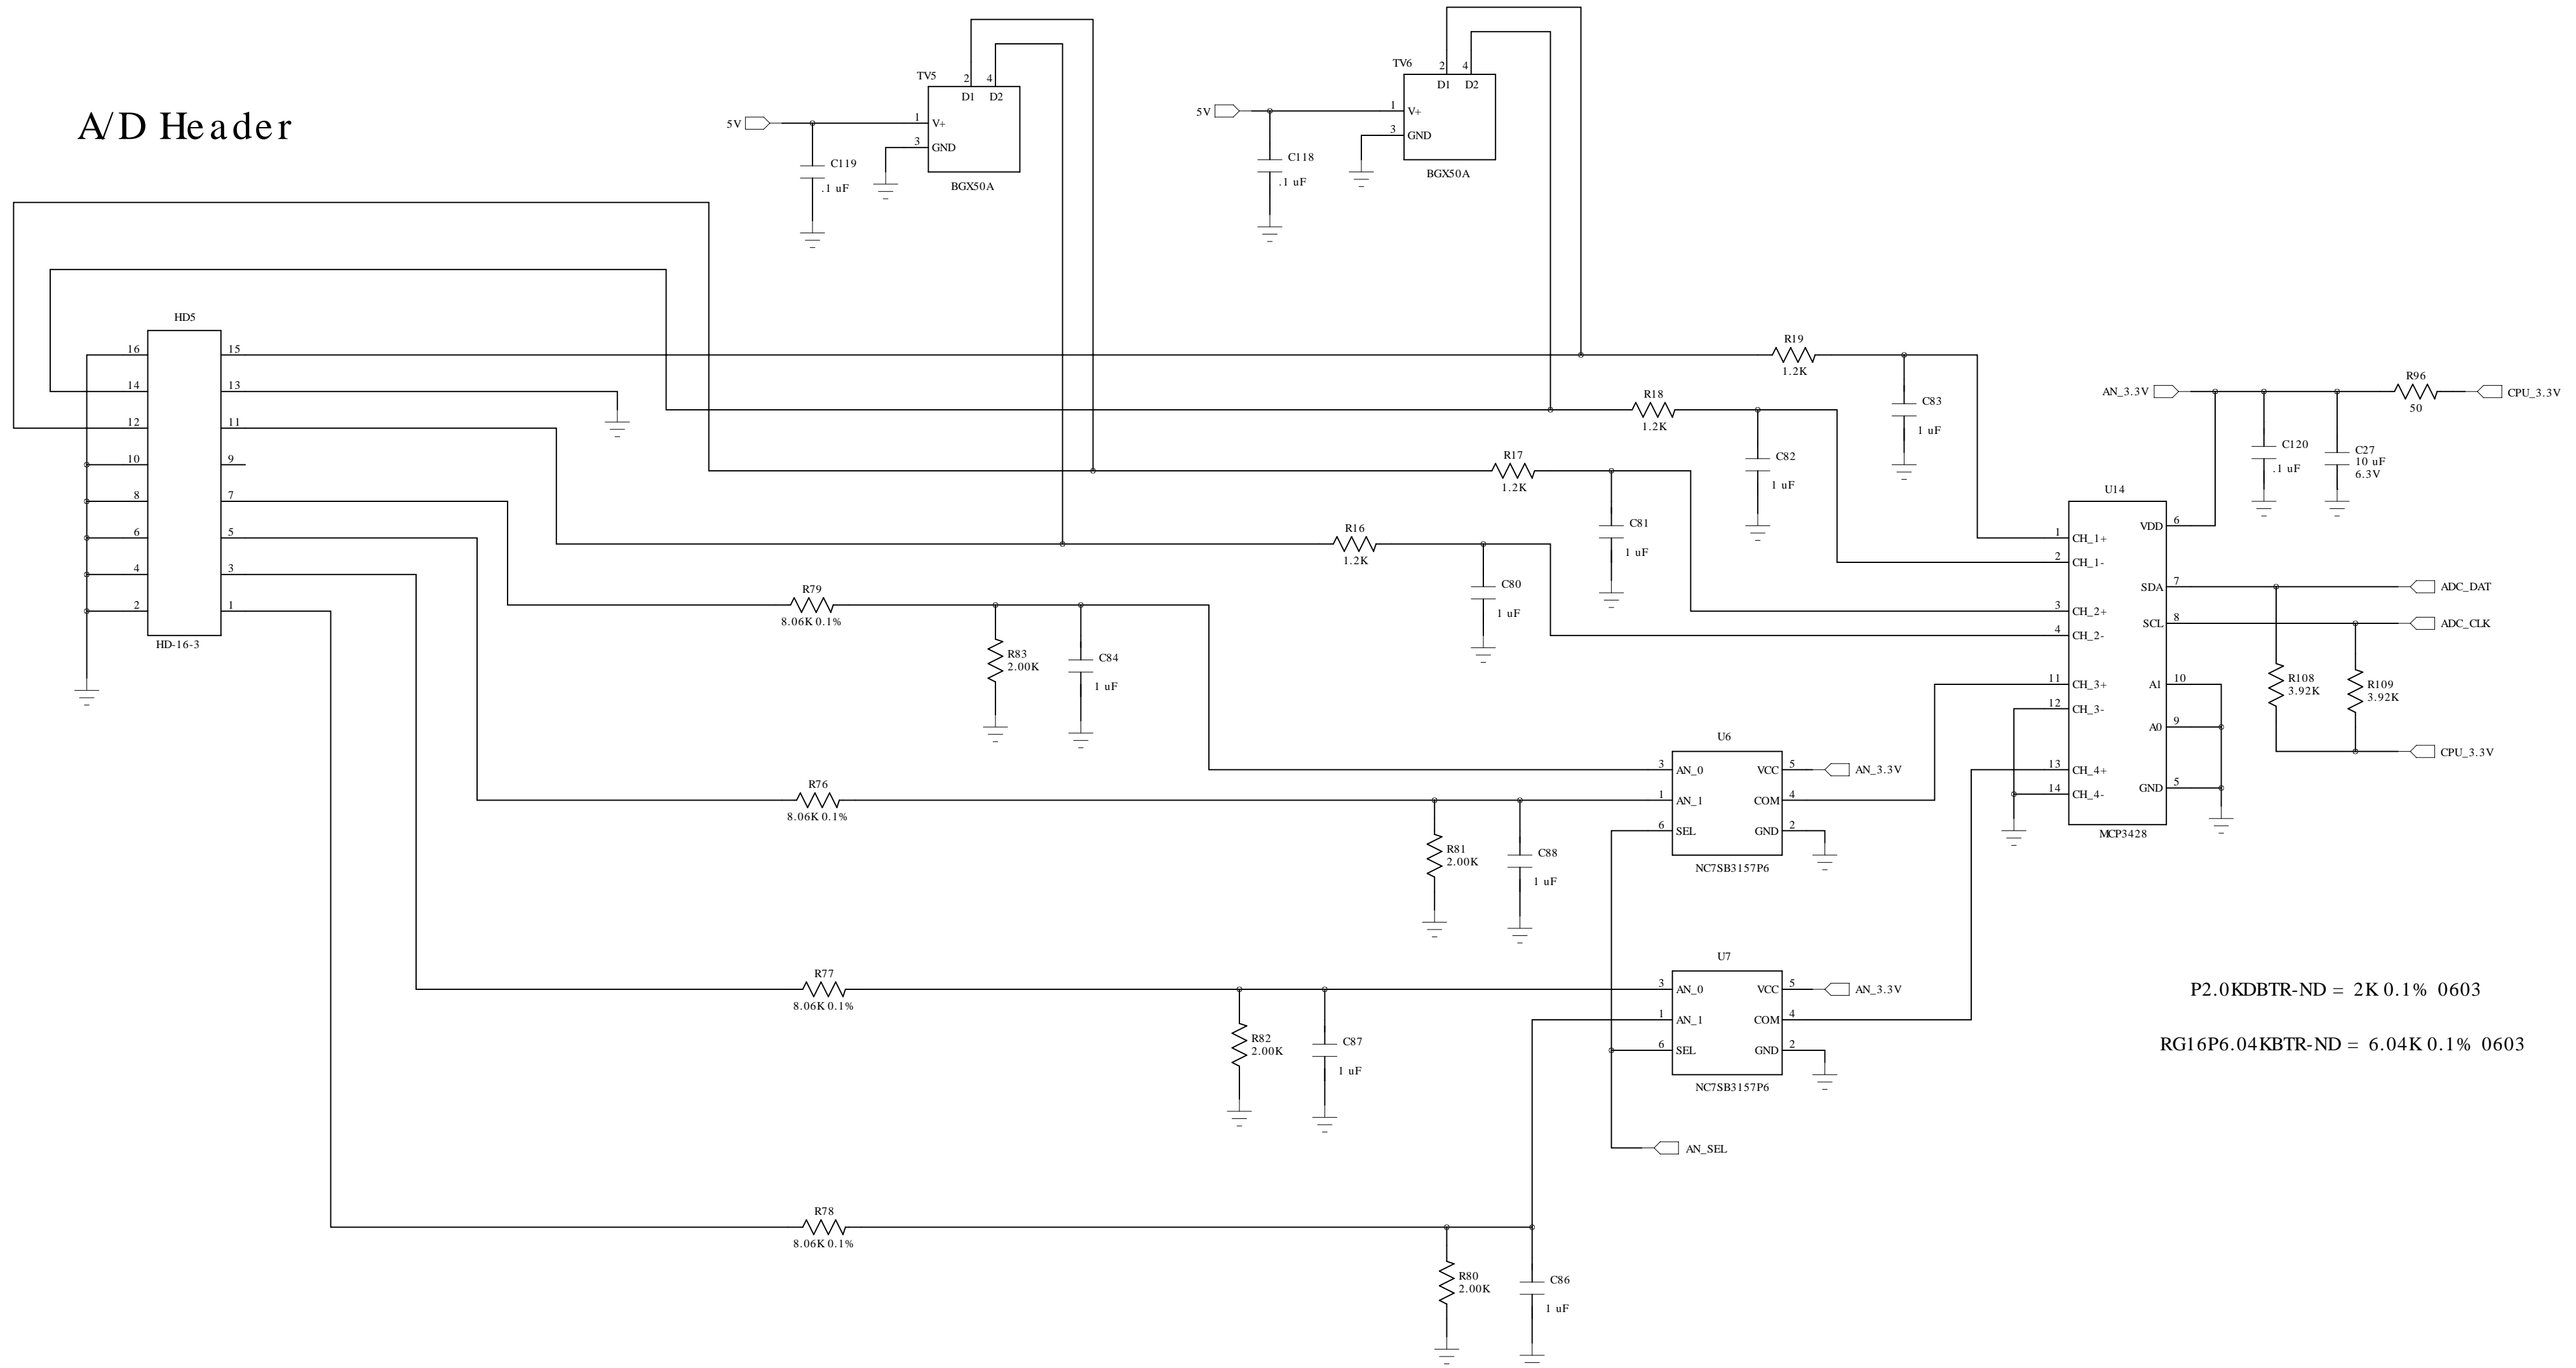 A/D Header
TV5
2
4
D1
D2
5V
1
V+
3
GND
C119
.1 uF
BGX50A
TV6
2
4
D1
D2
5V
1
V+
3
GND
C118
.1 uF
BGX50A
HD5
16
15
14
13
12
11
10
9
8
7
6
5
4
3
2
1
HD-16-3
R19
1.2K
C83
1 uF
R18
1.2K
C82
1 uF
R17
1.2K
C81
1 uF
R16
1.2K
C80
1 uF
AN_3.3V
R96
50
CPU_3.3V
C120
.1 uF
C27
10 uF
6.3V
U14
VDD
6
1
CH_1+
2
CH_1-
SDA
7
ADC_DAT
3
CH_2+
SCL
8
ADC_CLK
4
CH_2-
11
CH_3+
A1
10
12
CH_3-
A0
9
13
CH_4+
14
CH_4-
GND
5
MCP3428
R108
3.92K
R109
3.92K
CPU_3.3V
R79
8.06K 0.1%
R83
2.00K
C84
1 uF
R76
8.06K 0.1%
R81
2.00K
C88
1 uF
U6
3
AN_0
VCC
5
AN_3.3V
1
AN_1
COM
4
6
SEL
GND
2
NC7SB3157P6
R77
8.06K 0.1%
R82
2.00K
C87
1 uF
U7
3
AN_0
VCC
5
AN_3.3V
1
AN_1
COM
4
6
SEL
GND
2
NC7SB3157P6
AN_SEL
P2.0KDBTR-ND = 2K 0.1% 0603
RG16P6.04KBTR-ND = 6.04K 0.1% 0603
R78
8.06K 0.1%
R80
2.00K
C86
1 uF